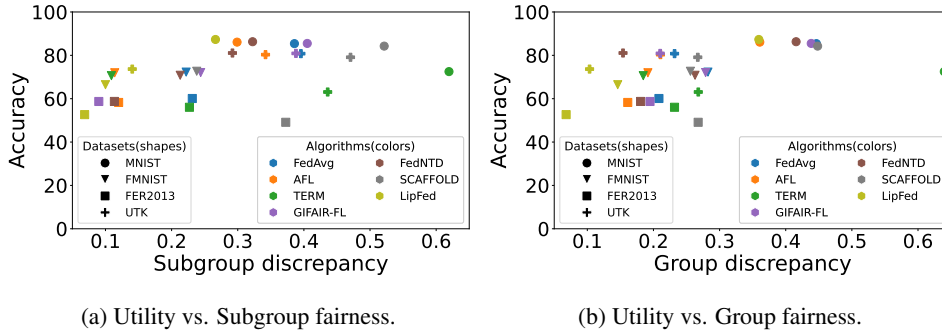 100
80
60
40
20
0
Accuracy
0.1 0.2 0.3 0.4 0.5 0.6
Subgroup discrepancy
Datasets(shapes)
MNIST
FMNIST
FER2013
UTK
Algorithms(colors)
FedAvg FedNTD
AFL SCAFFOLD
TERM LipFed
GIFAIR-FL
(a) Utility vs. Subgroup fairness.
100
80
60
40
20
0
Accuracy
0.1 0.2 0.3 0.4 0.5 0.6
Group discrepancy
Datasets(shapes)
MNIST
FMNIST
FER2013
UTK
Algorithms(colors)
FedAvg FedNTD
AFL SCAFFOLD
TERM LipFed
GIFAIR-FL
(b) Utility vs. Group fairness.